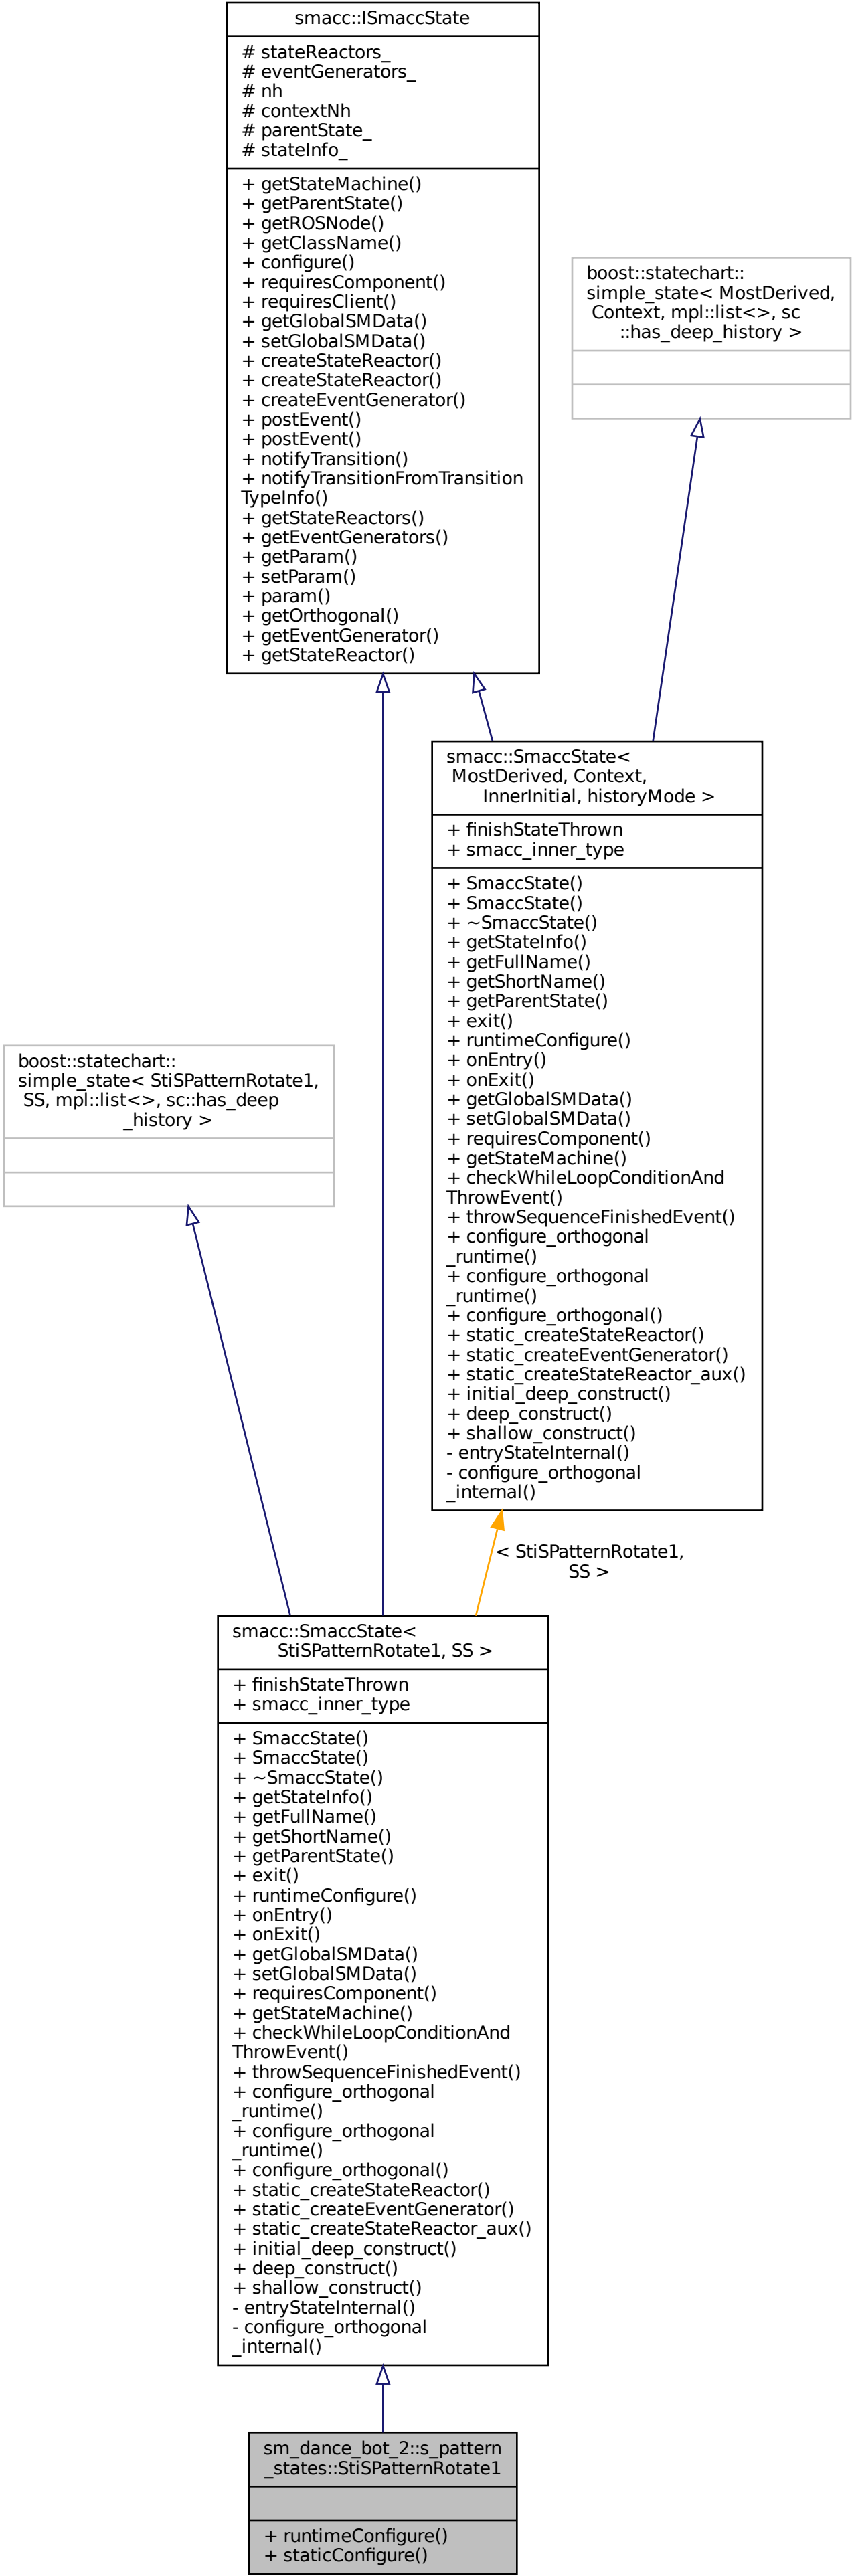 smacc::ISmaccState
# stateReactors_
# eventGenerators_
# nh
# contextNh
# parentState_
# stateInfo_
+ getStateMachine()
+ getParentState()
+ getROSNode()
+ getClassName()
+ configure()
+ requiresComponent()
+ requiresClient()
+ getGlobalSMData()
+ setGlobalSMData()
+ createStateReactor()
+ createStateReactor()
+ createEventGenerator()
+ postEvent()
+ postEvent()
+ notifyTransition()
+ notifyTransitionFromTransition
TypeInfo()
+ getStateReactors()
+ getEventGenerators()
+ getParam()
+ setParam()
+ param()
+ getOrthogonal()
+ getEventGenerator()
+ getStateReactor()
boost::statechart::
simple_state< MostDerived,
Context, mpl::list<>, sc
::has_deep_history >
smacc::SmaccState<
MostDerived, Context,
InnerInitial, historyMode >
+ finishStateThrown
+ smacc_inner_type
+ SmaccState()
+ SmaccState()
+ ~SmaccState()
+ getStateInfo()
+ getFullName()
+ getShortName()
+ getParentState()
+ exit()
+ runtimeConfigure()
+ onEntry()
+ onExit()
+ getGlobalSMData()
+ setGlobalSMData()
+ requiresComponent()
+ getStateMachine()
+ checkWhileLoopConditionAnd
ThrowEvent()
+ throwSequenceFinishedEvent()
+ configure_orthogonal
_runtime()
+ configure_orthogonal
_runtime()
+ configure_orthogonal()
+ static_createStateReactor()
+ static_createEventGenerator()
+ static_createStateReactor_aux()
+ initial_deep_construct()
+ deep_construct()
+ shallow_construct()
- entryStateInternal()
- configure_orthogonal
_internal()
boost::statechart::
simple_state< StiSPatternRotate1,
SS, mpl::list<>, sc::has_deep
_history >
< StiSPatternRotate1,
SS >
smacc::SmaccState<
StiSPatternRotate1, SS >
+ finishStateThrown
+ smacc_inner_type
+ SmaccState()
+ SmaccState()
+ ~SmaccState()
+ getStateInfo()
+ getFullName()
+ getShortName()
+ getParentState()
+ exit()
+ runtimeConfigure()
+ onEntry()
+ onExit()
+ getGlobalSMData()
+ setGlobalSMData()
+ requiresComponent()
+ getStateMachine()
+ checkWhileLoopConditionAnd
ThrowEvent()
+ throwSequenceFinishedEvent()
+ configure_orthogonal
_runtime()
+ configure_orthogonal
_runtime()
+ configure_orthogonal()
+ static_createStateReactor()
+ static_createEventGenerator()
+ static_createStateReactor_aux()
+ initial_deep_construct()
+ deep_construct()
+ shallow_construct()
- entryStateInternal()
- configure_orthogonal
_internal()
sm_dance_bot_2::s_pattern
_states::StiSPatternRotate1
+ runtimeConfigure()
+ staticConfigure()